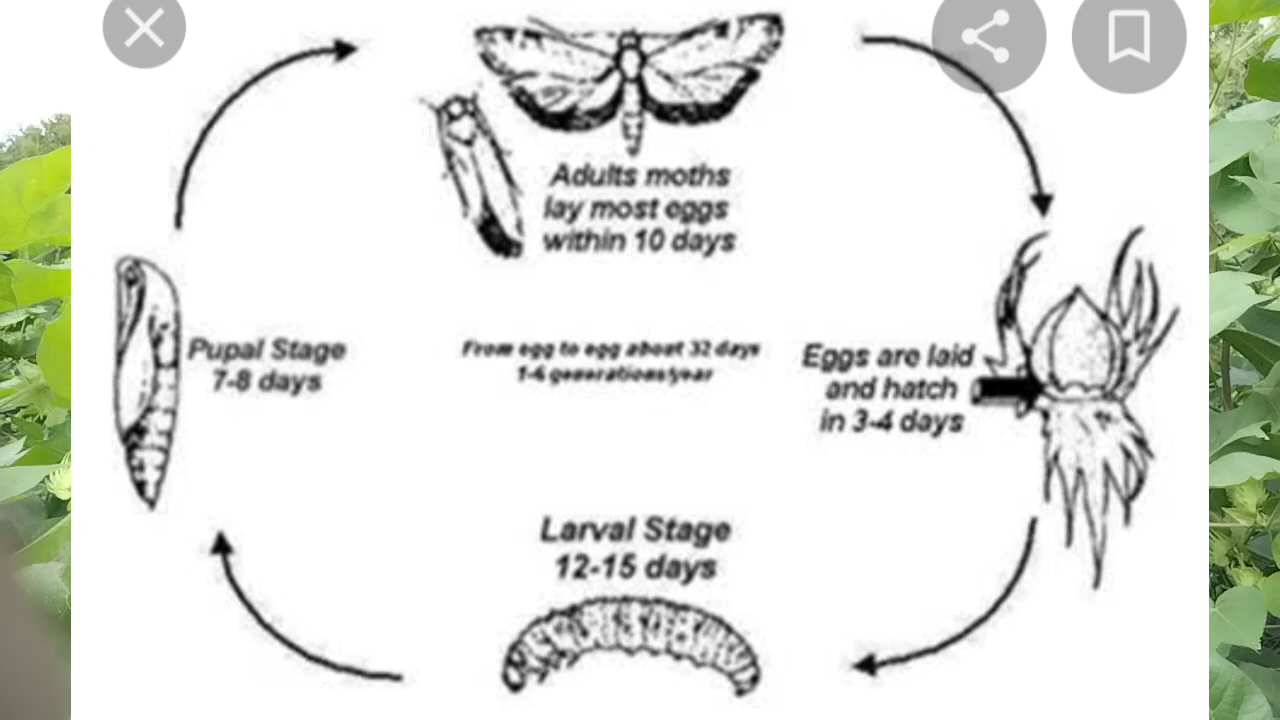 Adults moths
lay most eggs
within 10 days
Pupal Stage
7-8 days
From egg to egg about 32 days
generations/year
Eggs are laid
and hatch
in 3-4 days
Larval Stage
12-15 days